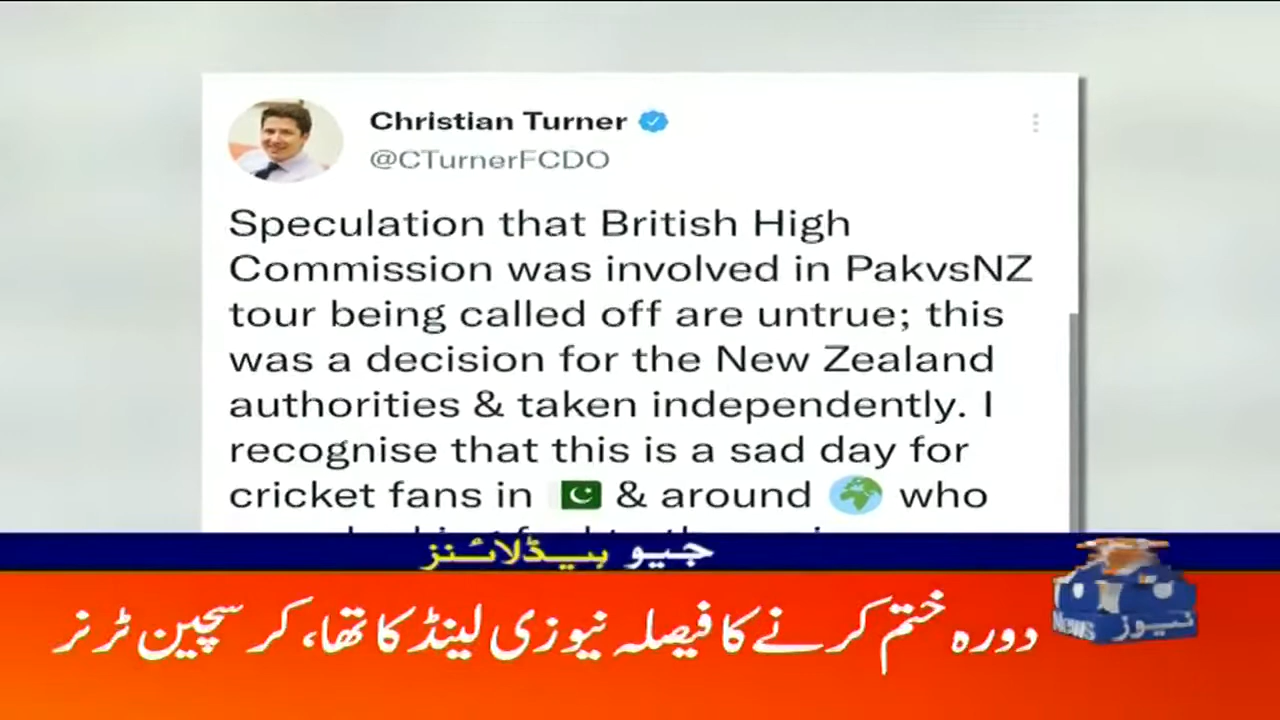 Christian Turner
@CTurnerFCDO
Speculation that British High
Commission was involved in PakvsNZ
tour being called off are untrue; this
was a decision for the New Zealand
authorities & taken independently. I
recognise that this is a sad day for
cricket fans in 🇵🇰 & around 🌍 who
جیو ہیڈلائنز
دورہ ختم کرنے کا فیصلہ نیوزی لینڈ کا تھا، کرسچین ٹرنر
News نیوز